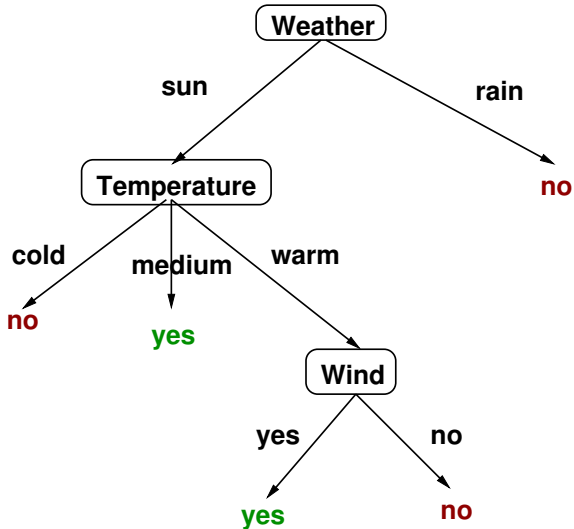 Weather
sun
rain
Temperature
no
cold
medium
warm
no
yes
Wind
yes
no
yes
no